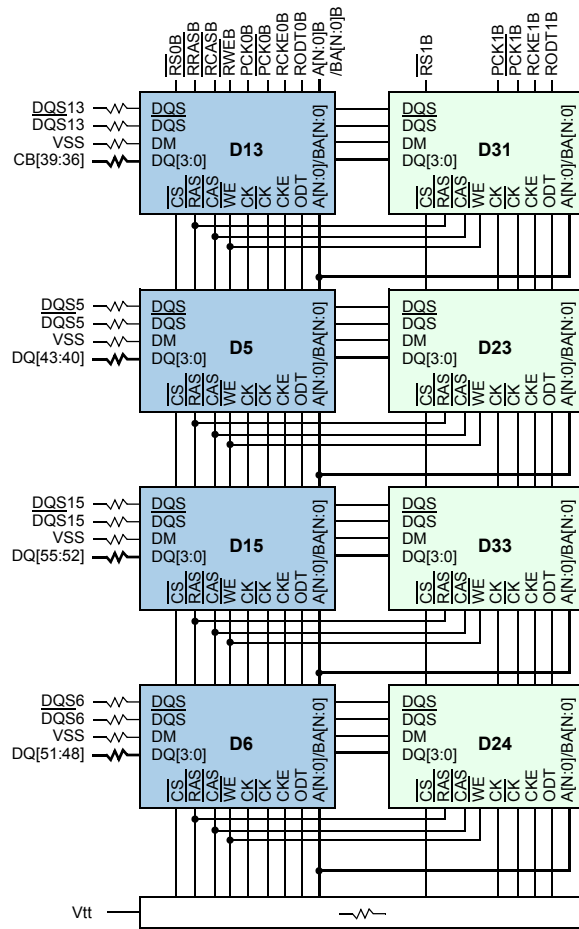 RS0B RRASB RCASB RWEB PCK0B PCK0B RCKE0B RODT0B A[N:0]B /BA[N:0]B RS1B PCK1B PCK1B RCKE1B RODT1B
DQS13 DQS
DQS13 DQS
VSS DM
CB[39:36] DQ[3:0]
D13
CS RAS CAS WE CK CK CKE ODT A[N:0]/BA[N:0]
DQS
DQS
DM
DQ[3:0]
D31
CS RAS CAS WE CK CK CKE ODT A[N:0]/BA[N:0]
DQS5 DQS
DQS5 DQS
VSS DM
DQ[43:40] DQ[3:0]
D5
CS RAS CAS WE CK CK CKE ODT A[N:0]/BA[N:0]
DQS
DQS
DM
DQ[3:0]
D23
CS RAS CAS WE CK CK CKE ODT A[N:0]/BA[N:0]
DQS15 DQS
DQS15 DQS
VSS DM
DQ[55:52] DQ[3:0]
D15
CS RAS CAS WE CK CK CKE ODT A[N:0]/BA[N:0]
DQS
DQS
DM
DQ[3:0]
D33
CS RAS CAS WE CK CK CKE ODT A[N:0]/BA[N:0]
DQS6 DQS
DQS6 DQS
VSS DM
DQ[51:48] DQ[3:0]
D6
CS RAS CAS WE CK CK CKE ODT A[N:0]/BA[N:0]
DQS
DQS
DM
DQ[3:0]
D24
CS RAS CAS WE CK CK CKE ODT A[N:0]/BA[N:0]
Vtt